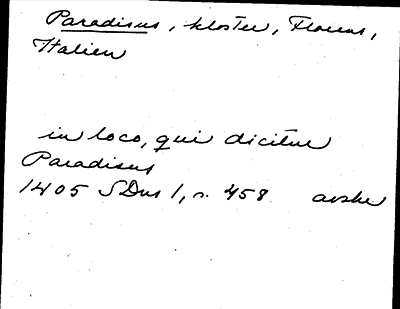 Paradisus, kloster, Florens,
Italien
in loco, qui dicitur
Paradisus
1405 SDns 1, n. 458 avskr